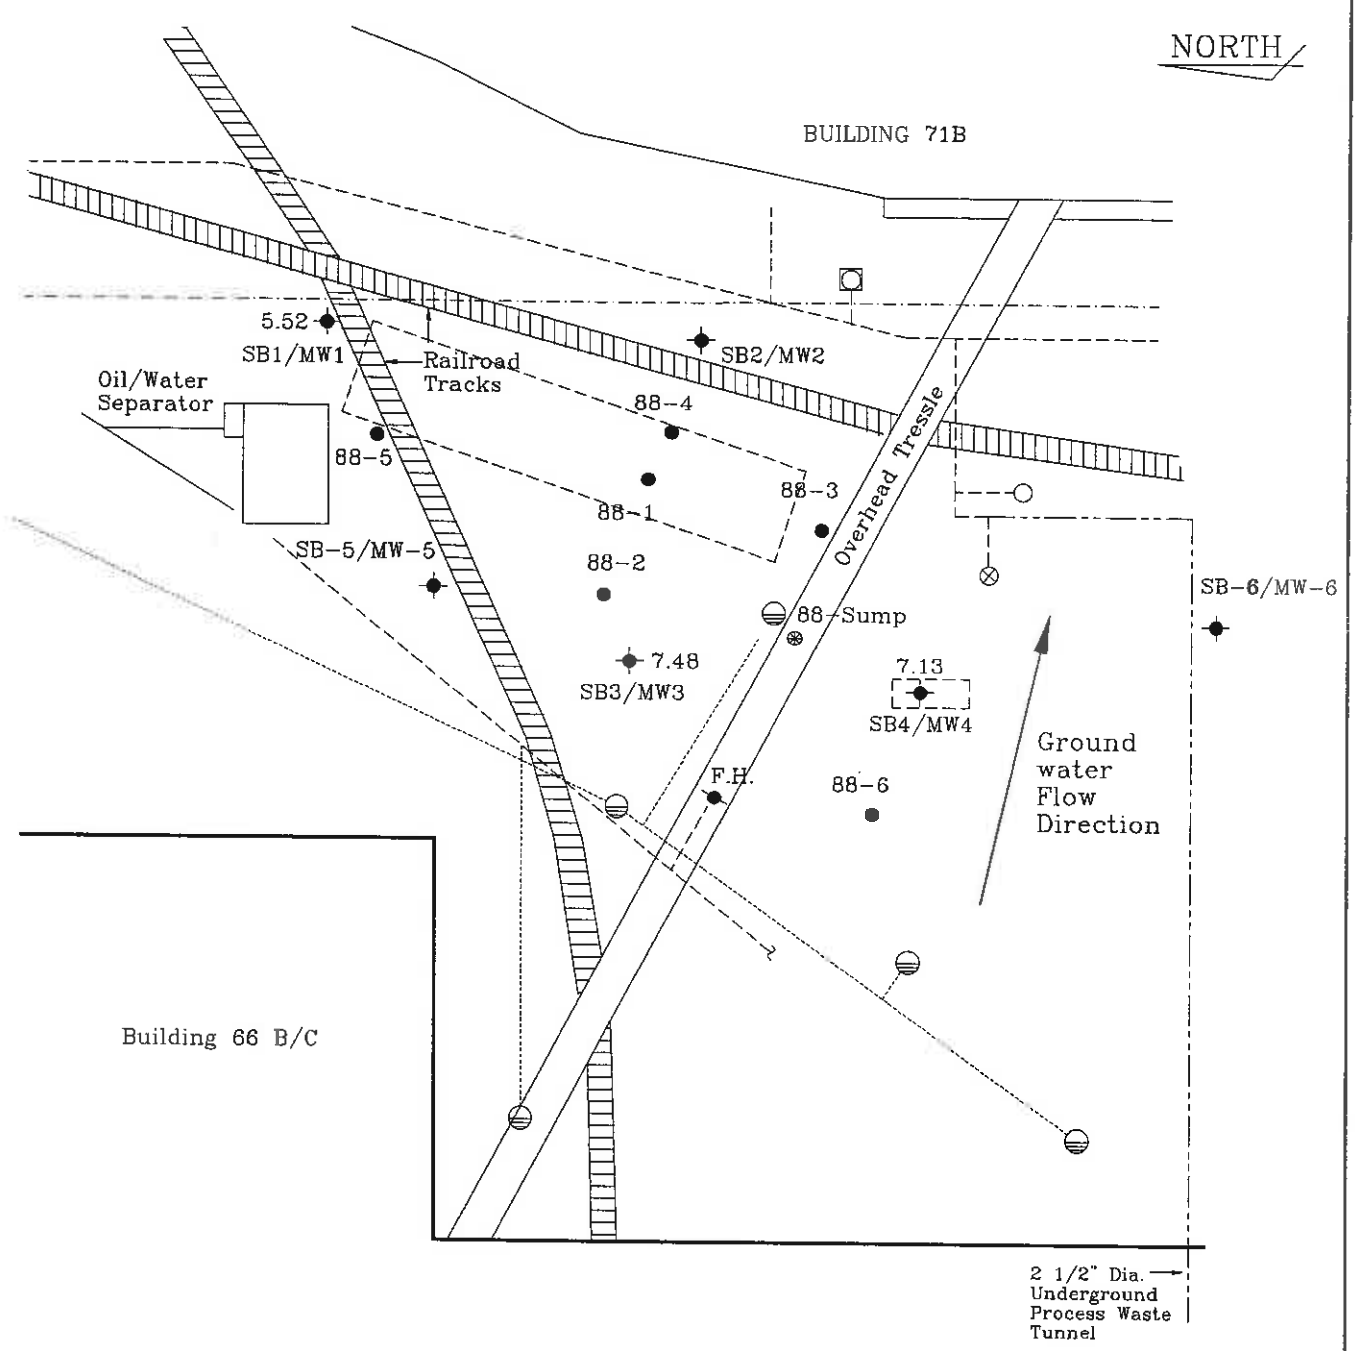 NORTH
BUILDING 71B
5.52
SB1/MW1
SB2/MW2
Railroad
Tracks
Oil/Water
Separator
88-4
88-5
88-3
88-1
Overhead Tressle
SB-5/MW-5
88-2
SB-6/MW-6
88-Sump
7.48
SB3/MW3
7.13
SB4/MW4
Ground
water
Flow
Direction
F.H.
88-6
Building 66 B/C
2 1/2" Dia.
Underground
Process Waste
Tunnel